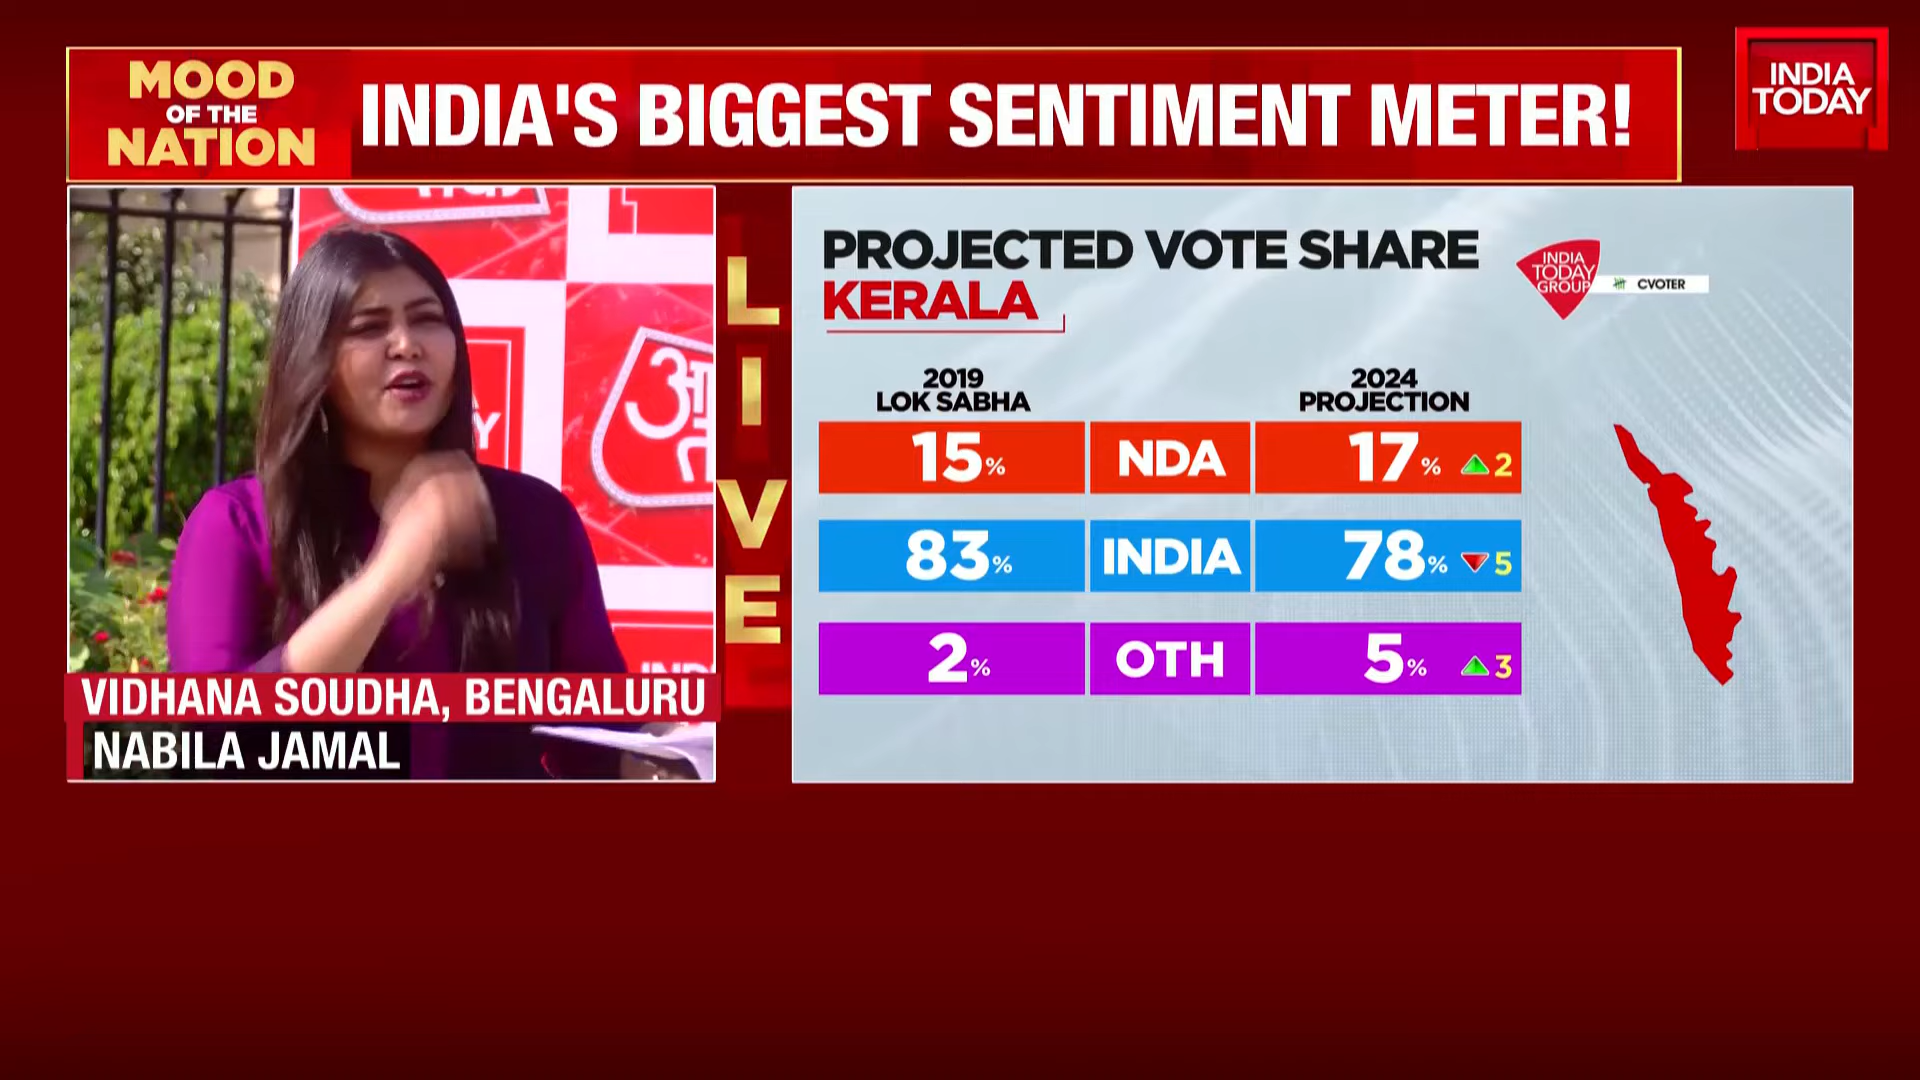 MOOD
OF THE
NATION
INDIA'S BIGGEST SENTIMENT METER!
INDIA
TODAY
LIVE
VIDHANA SOUDHA, BENGALURU
NABILA JAMAL
PROJECTED VOTE SHARE
KERALA
INDIA
TODAY
GROUP
CVOTER
2019
LOK SABHA
2024
PROJECTION
15% NDA 17% 2
83% INDIA 78% 5
2% OTH 5% 3